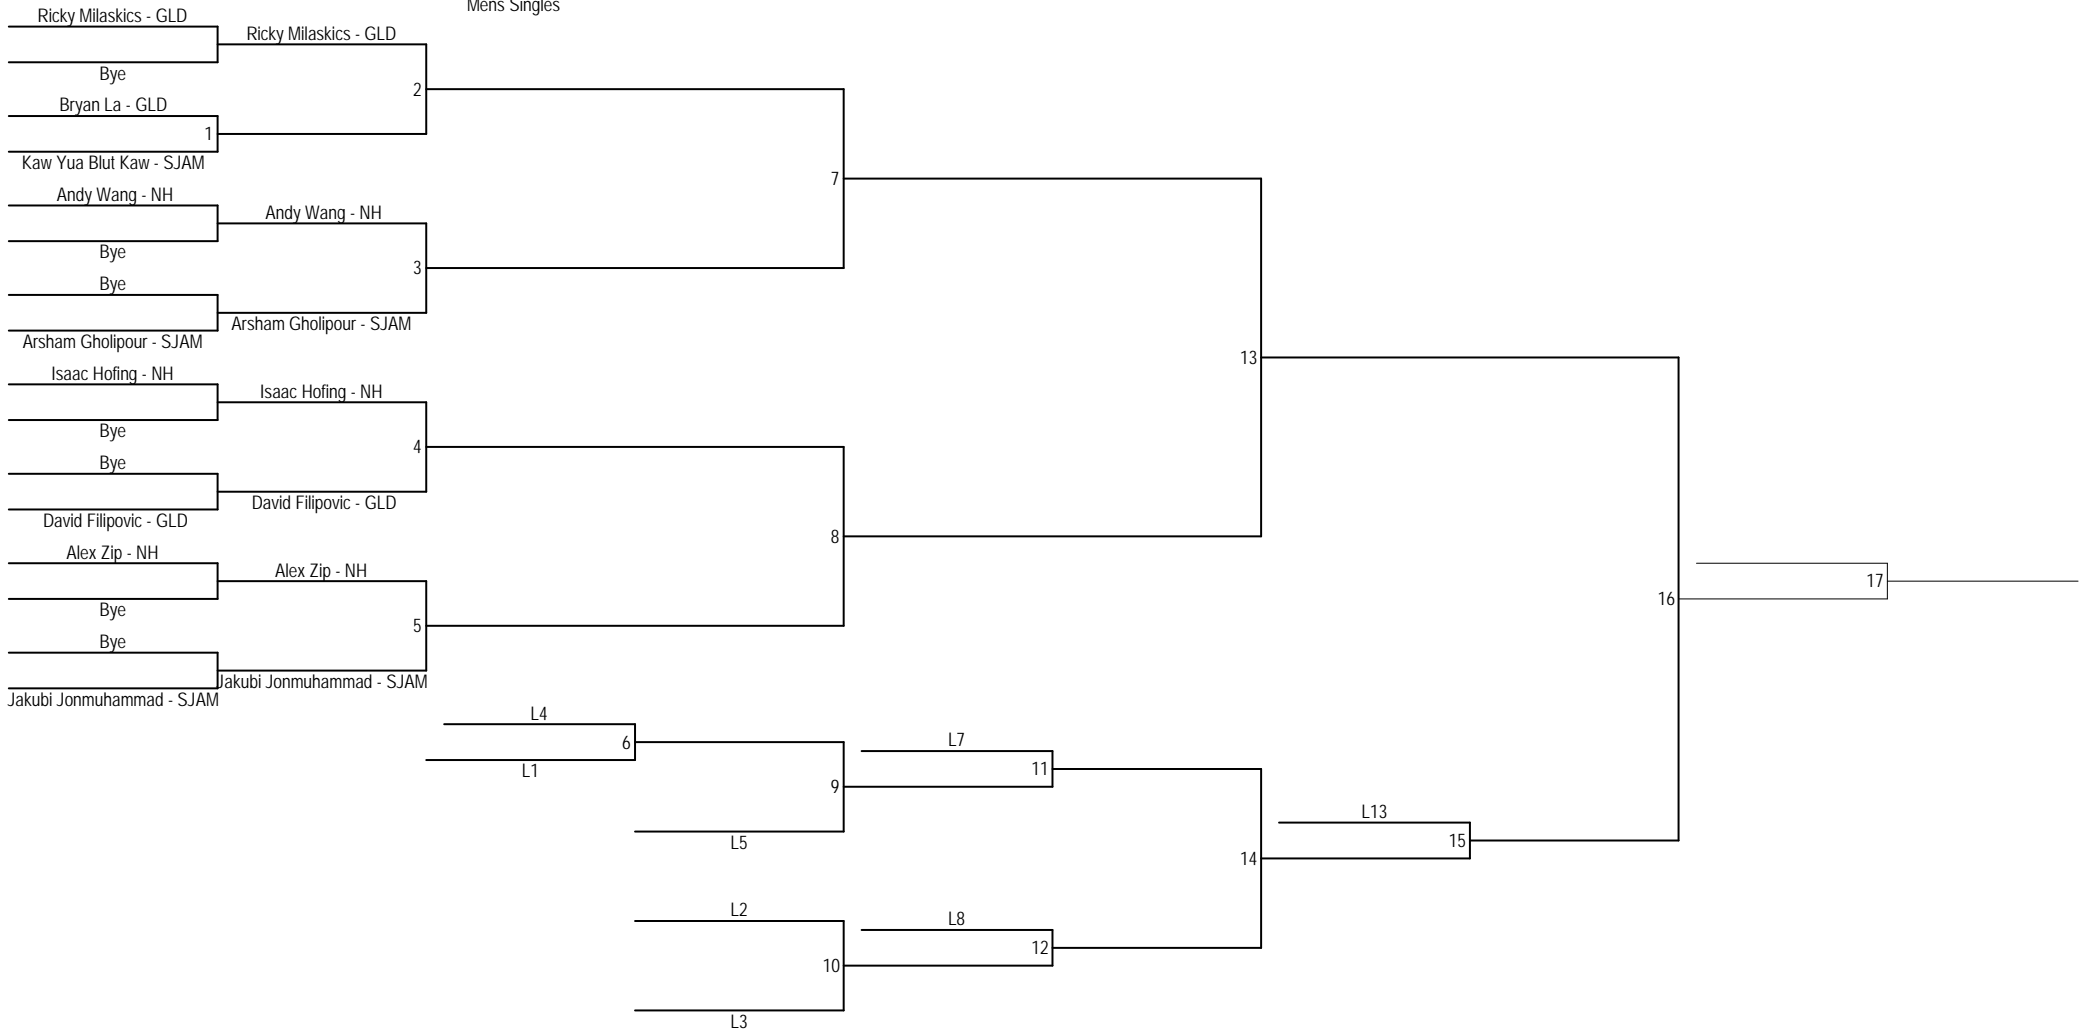 Mens Singles
Ricky Milaskics - GLD
Ricky Milaskics - GLD
Bye
2
Bryan La - GLD
1
Kaw Yua Blut Kaw - SJAM
7
Andy Wang - NH
Andy Wang - NH
Bye
3
Bye
Arsham Gholipour - SJAM
Arsham Gholipour - SJAM
13
Isaac Hofing - NH
Isaac Hofing - NH
Bye
4
Bye
David Filipovic - GLD
David Filipovic - GLD
8
Alex Zip - NH
Alex Zip - NH
17
16
Bye
5
Bye
Jakubi Jonmuhammad - SJAM
Jakubi Jonmuhammad - SJAM
L4
6
L1
L7
11
9
L5
L13
15
14
L2
L8
12
10
L3